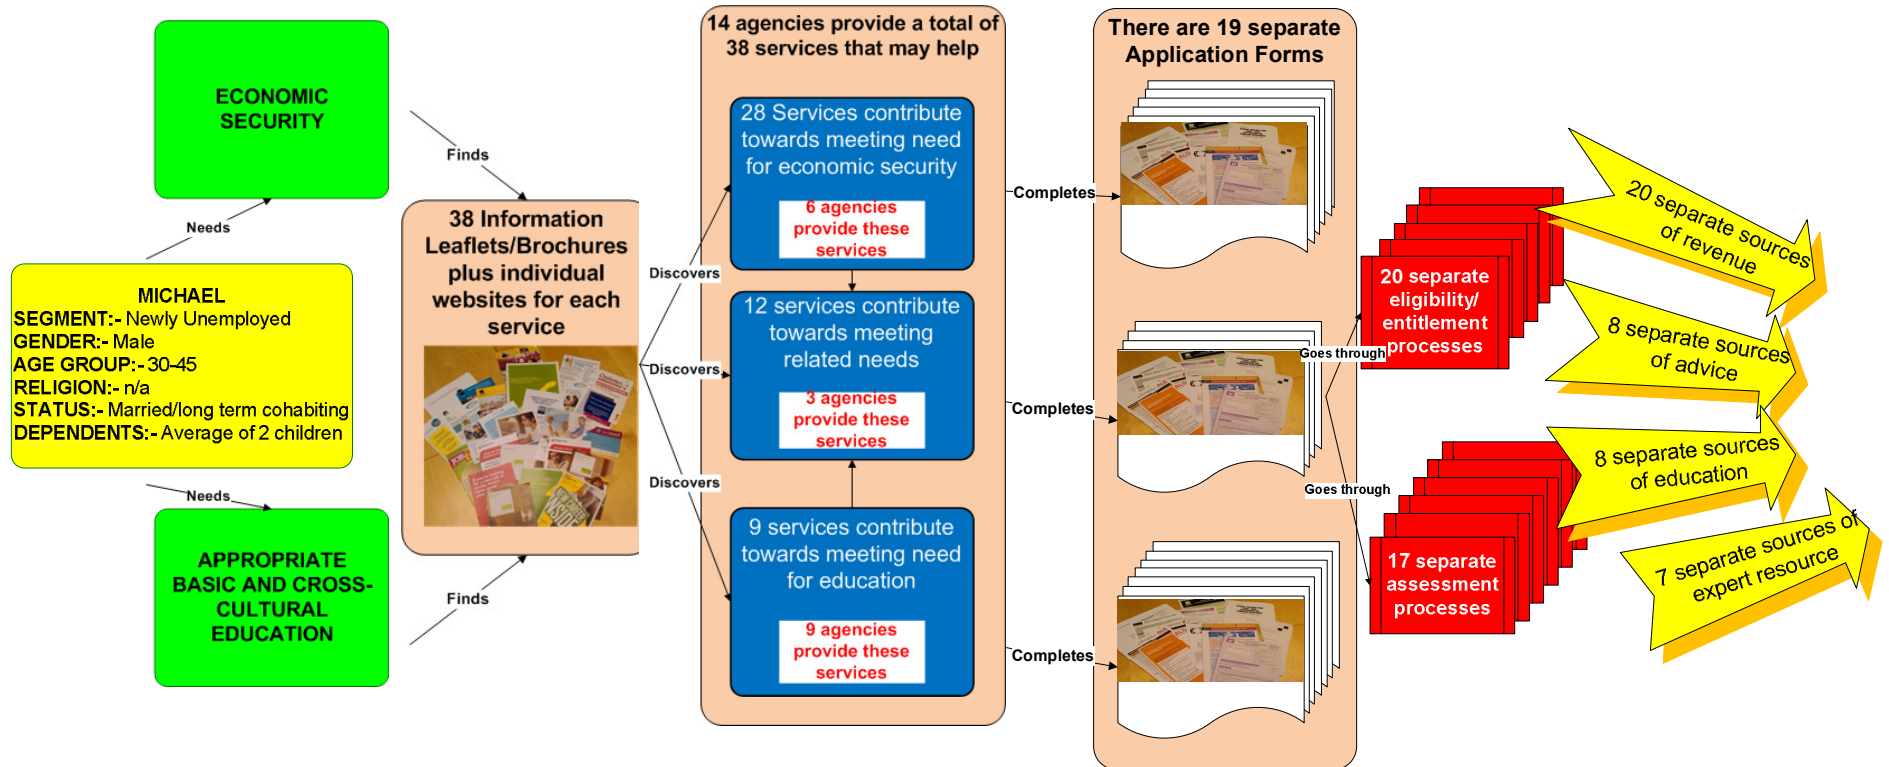 ECONOMIC
SECURITY
Needs
MICHAEL
SEGMENT:- Newly Unemployed
GENDER:- Male
AGE GROUP:- 30-45
RELIGION:- n/a
STATUS:- Married/long term cohabiting
DEPENDENTS:- Average of 2 children
Needs
APPROPRIATE
BASIC AND CROSS-
CULTURAL
EDUCATION
Finds
38 Information
Leaflets/Brochures
plus individual
websites for each
service
Finds
Discovers
Discovers
Discovers
14 agencies provide a total of
38 services that may help
28 Services contribute
towards meeting need
for economic security
6 agencies
provide these
services
12 services contribute
towards meeting
related needs
3 agencies
provide these
services
9 services contribute
towards meeting need
for education
9 agencies
provide these
services
Completes
Completes
Completes
There are 19 separate
Application Forms
Goes through
Goes through
20 separate
eligibility/
entitlement
processes
17 separate
assessment
processes
20 separate sources
of revenue
8 separate sources
of advice
8 separate sources
of education
7 separate sources of
expert resource